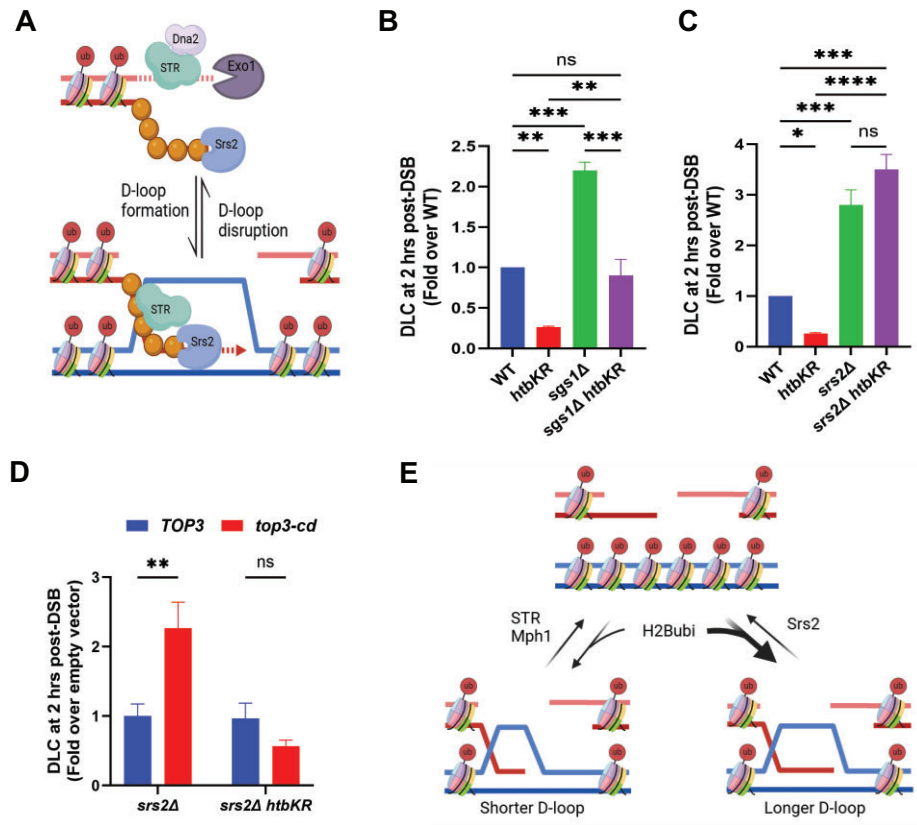 A
ub
ub
Dna2
STR
Exo1
Srs2
D-loop
formation
D-loop
disruption
ub
ub
ub
STR
ub
ub
Srs2
ub
ub
B
DLC at 2 hrs post-DSB
(Fold over WT)
2.5
2.0
1.5
1.0
0.5
0.0
ns
**
***
**
***
WT
htbKR
sgs1Δ
sgs1Δ htbKR
C
DLC at 2 hrs post-DSB
(Fold over WT)
4
3
2
1
0
***
****
***
*
ns
WT
htbKR
srs2Δ
srs2Δ htbKR
D
TOP3
top3-cd
DLC at 2 hrs post-DSB
(Fold over empty vector)
3
2
1
0
**
ns
srs2Δ
srs2Δ htbKR
E
ub
ub
ub
ub
ub
ub
ub
ub
STR
Mph1
H2Bubi
Srs2
ub
ub
ub
ub
Shorter D-loop
ub
ub
ub
ub
Longer D-loop